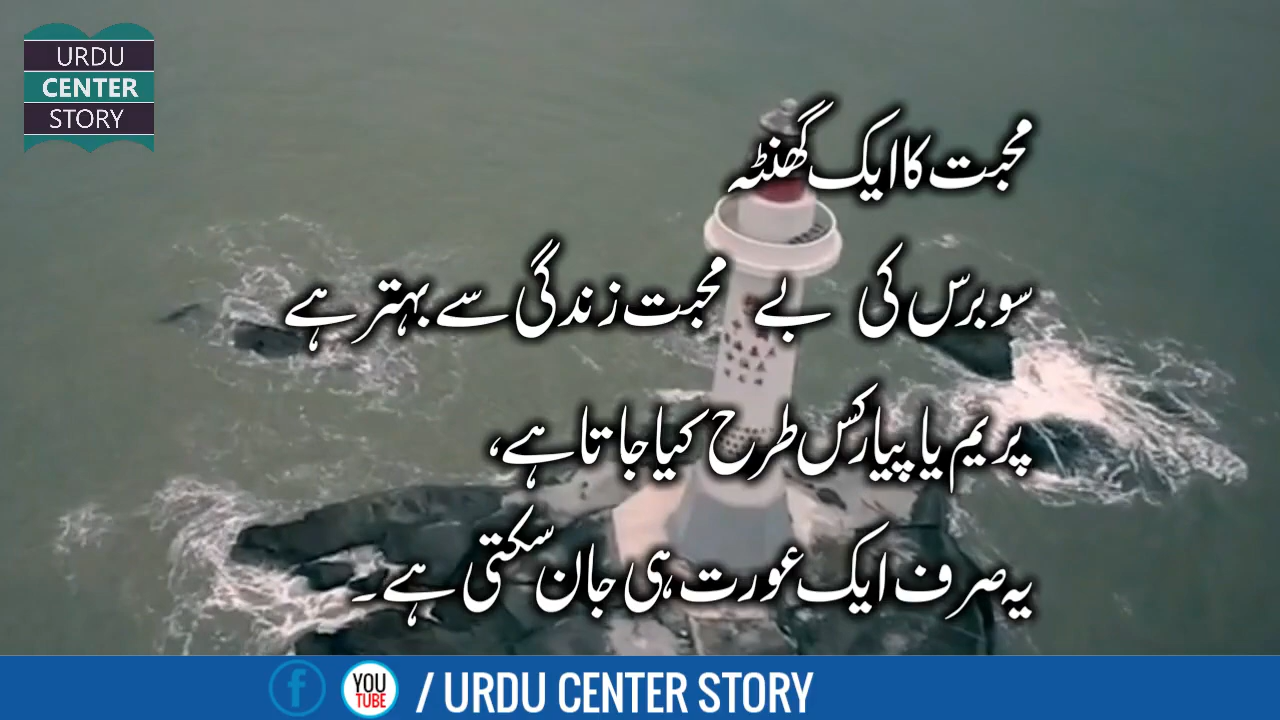 URDU
CENTER
STORY
محبت کا ایک گھنٹہ
سو برس کی بے محبت زندگی سے بہتر ہے
پریم یا پیار کس طرح کیا جاتا ہے،
یہ صرف ایک عورت ہی جان سکتی ہے۔
f YOU TUBE / URDU CENTER STORY